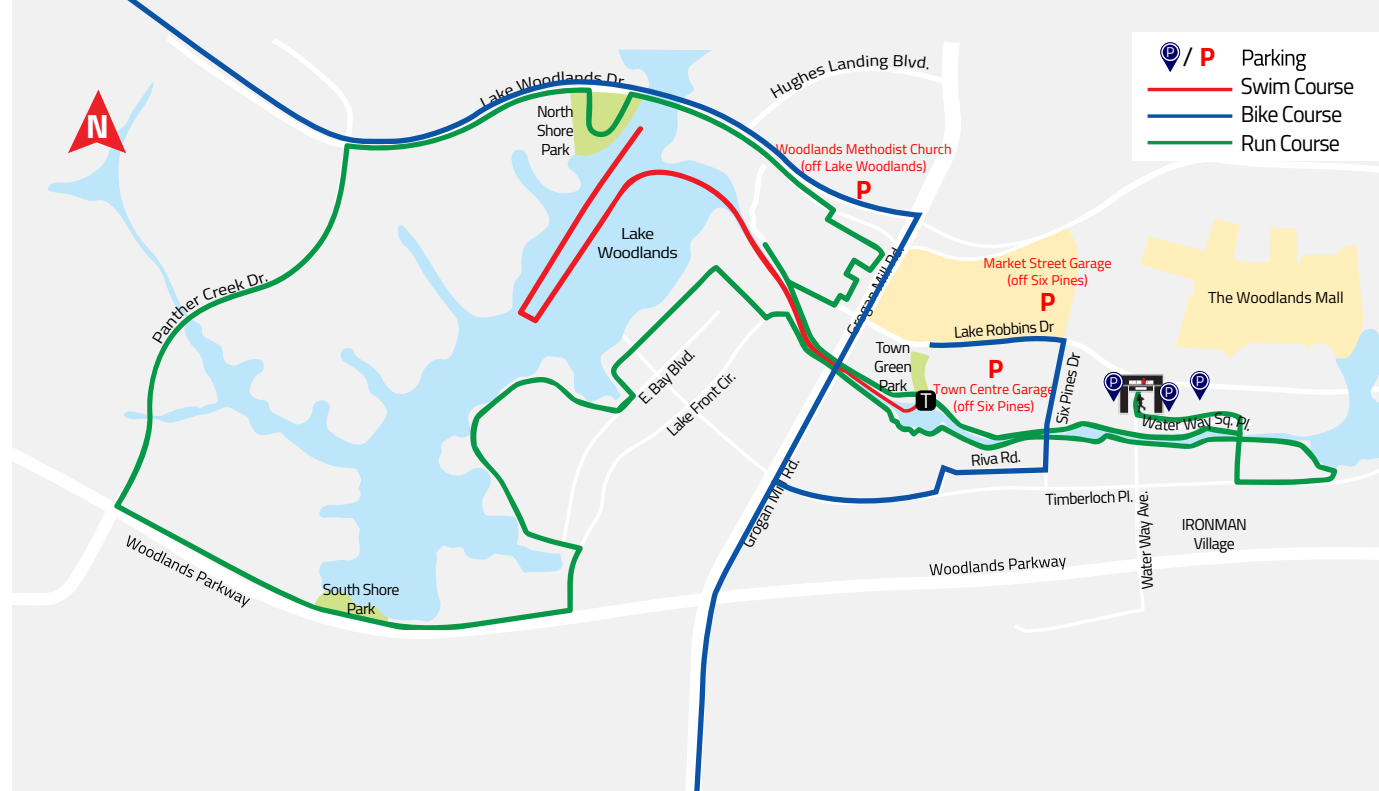 P / P Parking
Swim Course
Bike Course
Run Course
N
Lake Woodlands Dr.
Hughes Landing Blvd.
North
Shore
Park
Woodlands Methodist Church
(off Lake Woodlands)
P
Lake
Woodlands
Grogan Mill Rd.
Market Street Garage
(off Six Pines)
P
The Woodlands Mall
Panther Creek Dr.
Lake Robbins Dr
Town
Green
Park
P
Town Centre Garage
(off Six Pines)
Six Pines Dr
P
P
P
T
E. Bay Blvd.
Lake Front Cir.
Water Way Sq. Pl.
Riva Rd.
Grogan Mill Rd.
Timberloch Pl.
Water Way Ave.
IRONMAN
Village
Woodlands Parkway
Woodlands Parkway
South Shore
Park